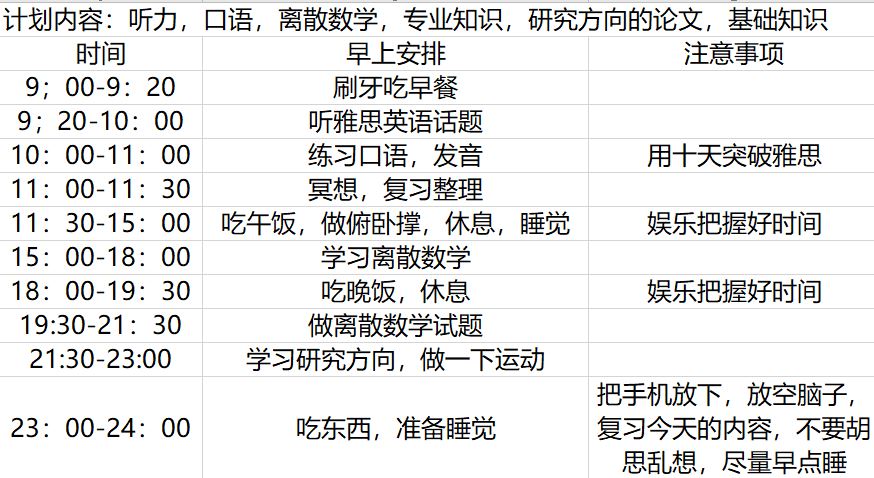 计划内容：听力，口语，离散数学，专业知识，研究方向的论文，基础知识
时间 早上安排 注意事项
9；00-9：20 刷牙吃早餐
9；20-10：00 听雅思英语话题
10：00-11：00 练习口语，发音 用十天突破雅思
11：00-11：30 冥想，复习整理
11：30-15：00 吃午饭，做俯卧撑，休息，睡觉 娱乐把握好时间
15：00-18：00 学习离散数学
18：00-19：30 吃晚饭，休息 娱乐把握好时间
19:30-21：30 做离散数学试题
21:30-23:00 学习研究方向，做一下运动
23：00-24：00 吃东西，准备睡觉 把手机放下，放空脑子，
复习今天的内容，不要胡
思乱想，尽量早点睡